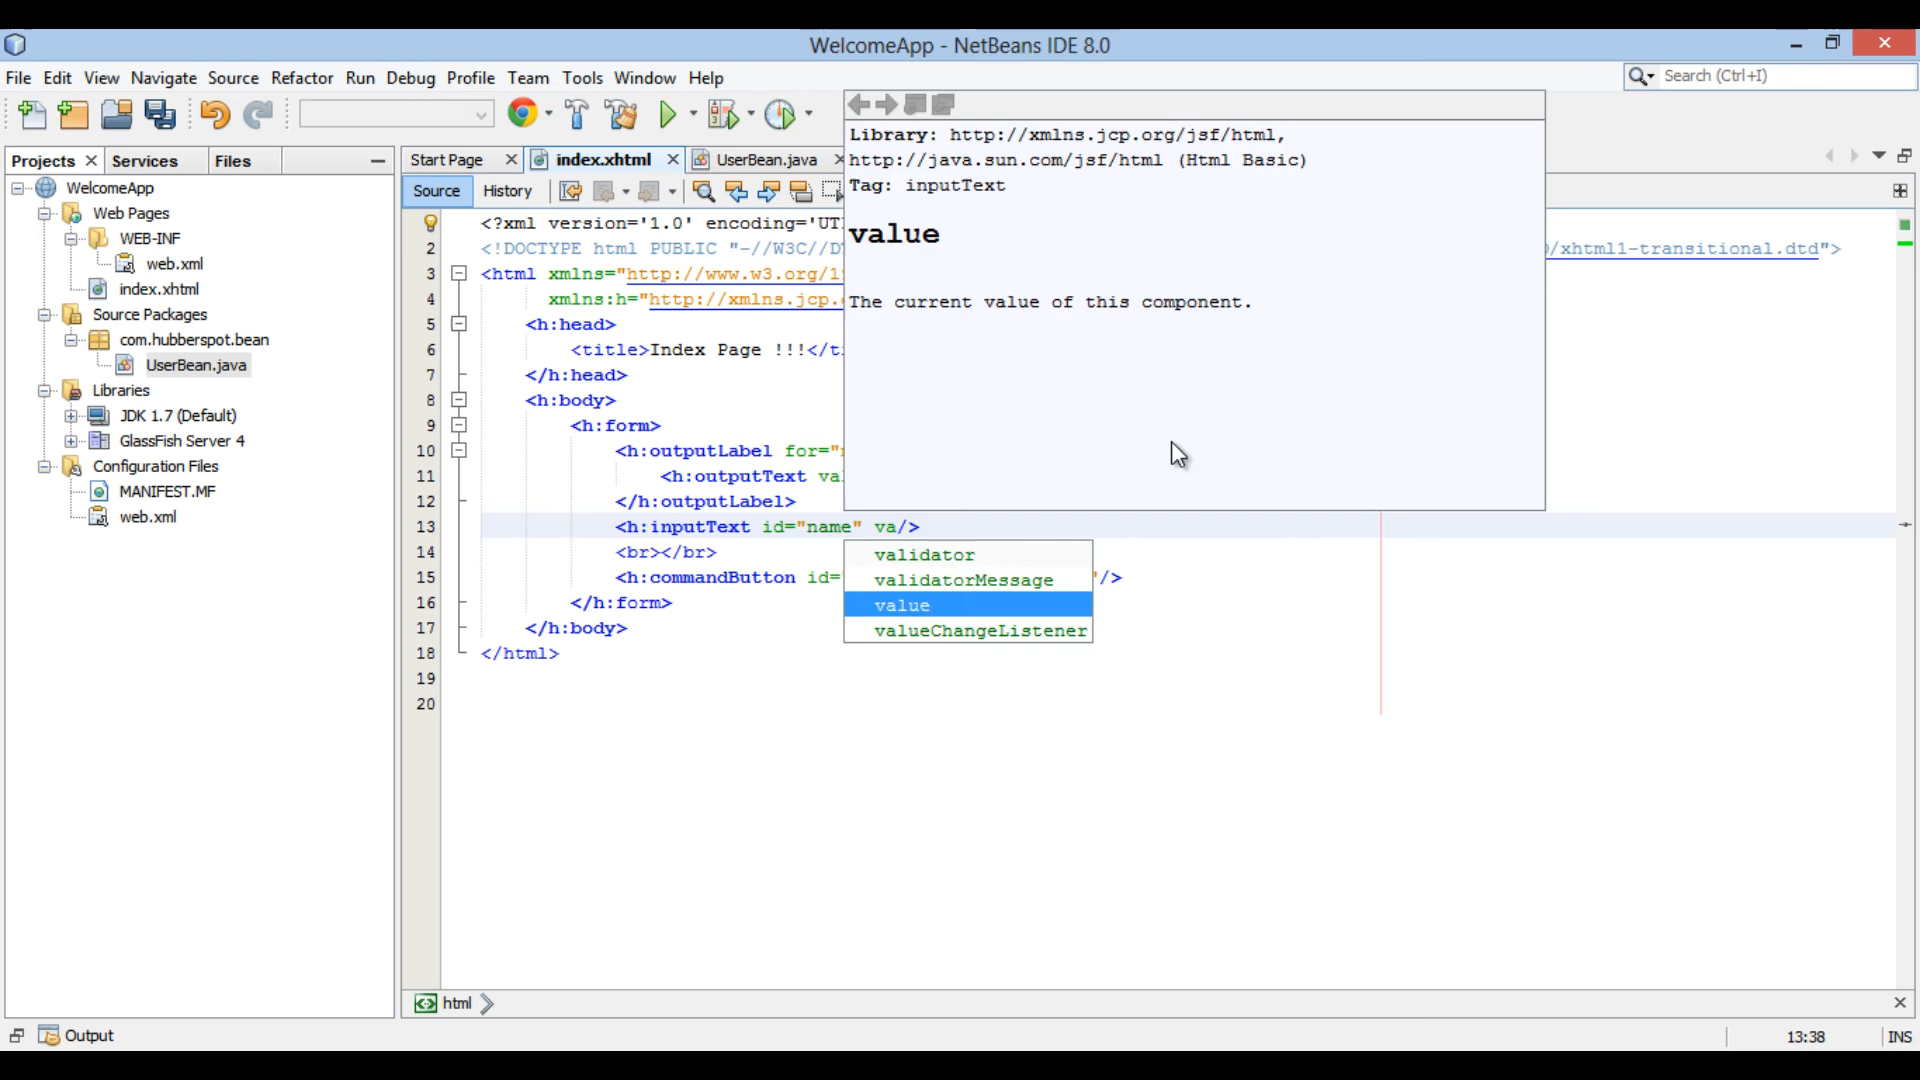 WelcomeApp - NetBeans IDE 8.0
File Edit View Navigate Source Refactor Run Debug Profile Team Tools Window Help
Search (Ctrl+I)
Projects Services Files
Start Page index.xhtml UserBean.java
Source History
WelcomeApp
Web Pages
WEB-INF
web.xml
index.xhtml
Source Packages
com.hubberspot.bean
UserBean.java
Libraries
JDK 1.7 (Default)
GlassFish Server 4
Configuration Files
MANIFEST.MF
web.xml
Library: http://xmlns.jcp.org/jsf/html,
http://java.sun.com/jsf/html (Html Basic)
Tag: inputText
value
The current value of this component.
<?xml version='1.0' encoding='UT
2 <!DOCTYPE html PUBLIC "-//W3C//D /xhtml1-transitional.dtd">
3 <html xmlns="http://www.w3.org/1
4 xmlns:h="http://xmlns.jcp.
5 <h:head>
6 <title>Index Page !!!</t
7 </h:head>
8 <h:body>
9 <h:form>
10 <h:outputLabel for="
11 <h:outputText va
12 </h:outputLabel>
13 <h:inputText id="name" va/>
14 <br></br>
15 <h:commandButton id= "/>
16 </h:form>
17 </h:body>
18 </html>
19
20
validator
validatorMessage
value
valueChangeListener
html
Output
13:38 INS